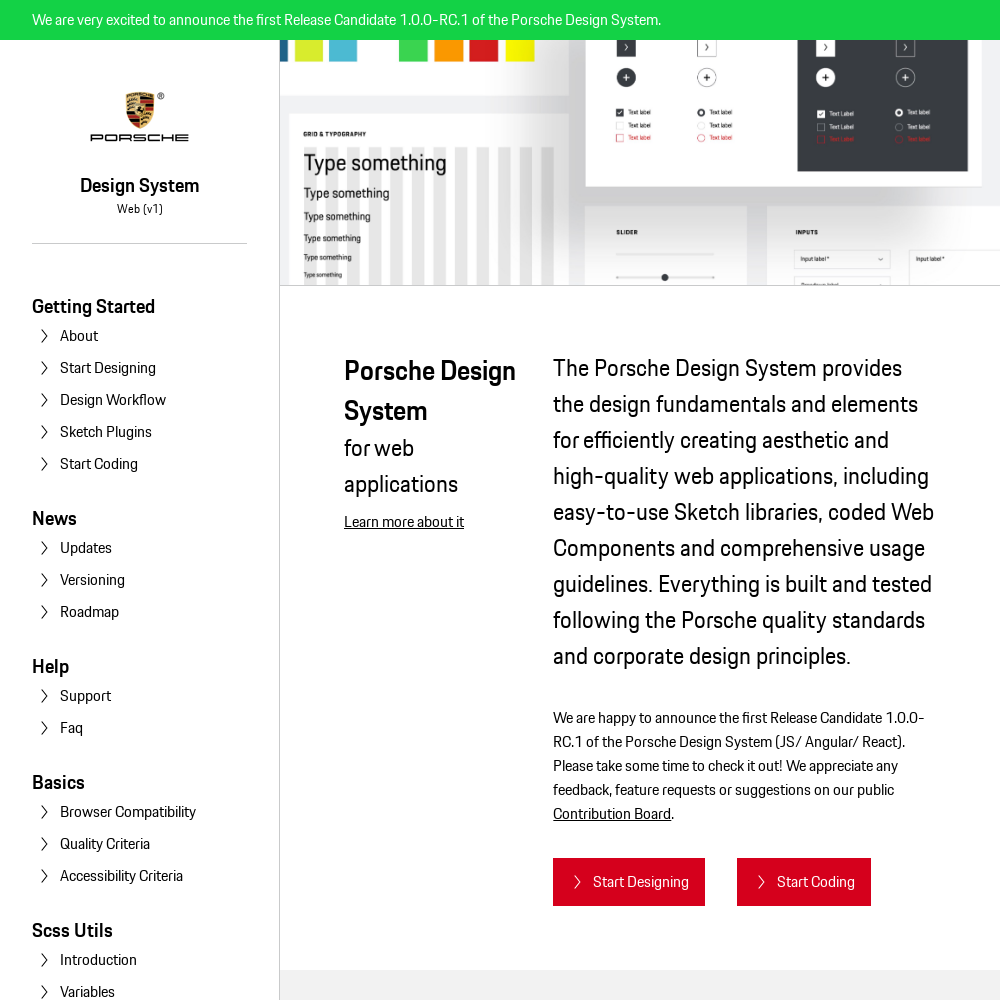 We are very excited to announce the first Release Candidate 1.0.0-RC.1 of the Porsche Design System.
®
PORSCHE
Design System
Web (v1)
Getting Started
About
Start Designing
Design Workflow
Sketch Plugins
Start Coding
News
Updates
Versioning
Roadmap
Help
Support
Faq
Basics
Browser Compatibility
Quality Criteria
Accessibility Criteria
Scss Utils
Introduction
Variables
GRID & TYPOGRAPHY
Type something
Type something
Type something
Type something
Type something
Type something
Text label
Text label
Text label
Text label
Text label
Text label
Text Label
Text label
Text Label
Text label
Text Label
Text label
SLIDER
INPUTS
Input label*
Input label*
Porsche Design
System
for web
applications
Learn more about it
The Porsche Design System provides
the design fundamentals and elements
for efficiently creating aesthetic and
high-quality web applications, including
easy-to-use Sketch libraries, coded Web
Components and comprehensive usage
guidelines. Everything is built and tested
following the Porsche quality standards
and corporate design principles.
We are happy to announce the first Release Candidate 1.0.0-
RC.1 of the Porsche Design System (JS/ Angular/ React).
Please take some time to check it out! We appreciate any
feedback, feature requests or suggestions on our public
Contribution Board.
Start Designing
Start Coding